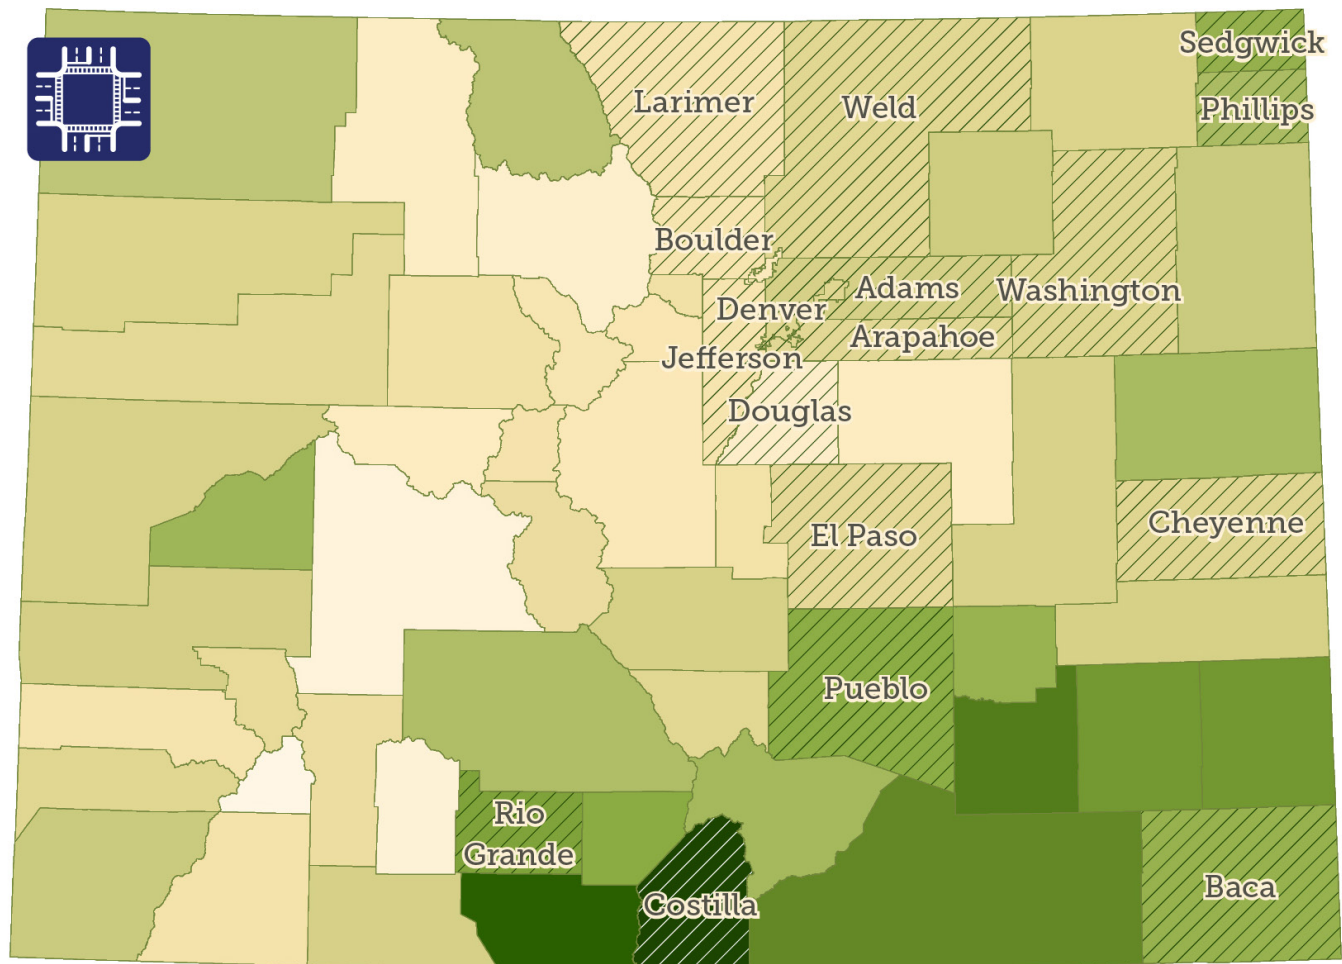 Sedgwick
Larimer
Weld
Phillips
Boulder
Adams
Washington
Denver
Arapahoe
Jefferson
Douglas
Cheyenne
El Paso
Pueblo
Rio
Grande
Baca
Costilla